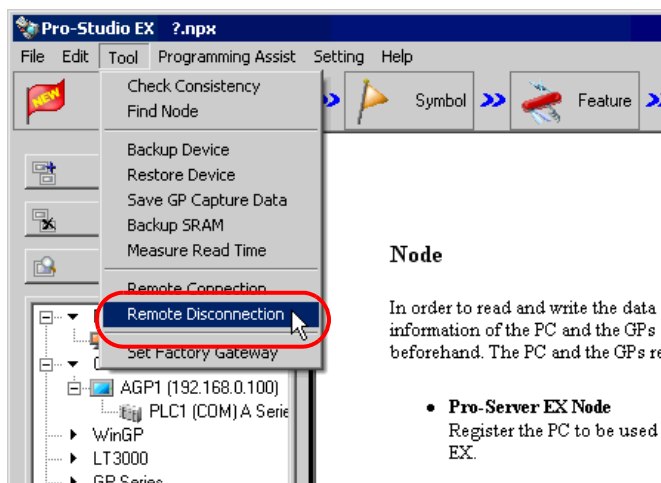 Pro-Studio EX ?.npx
File Edit Tool Programming Assist Setting Help
NEW
Symbol
Feature
Check Consistency
Find Node
Backup Device
Restore Device
Save GP Capture Data
Backup SRAM
Measure Read Time
Remote Connection
Remote Disconnection
Set Factory Gateway
AGP1 (192.168.0.100)
PLC1 (COM) A Serie
WinGP
LT3000
GP Series
Node
In order to read and write the data
information of the PC and the GPs
beforehand. The PC and the GPs re
• Pro-Server EX Node
Register the PC to be used
EX.